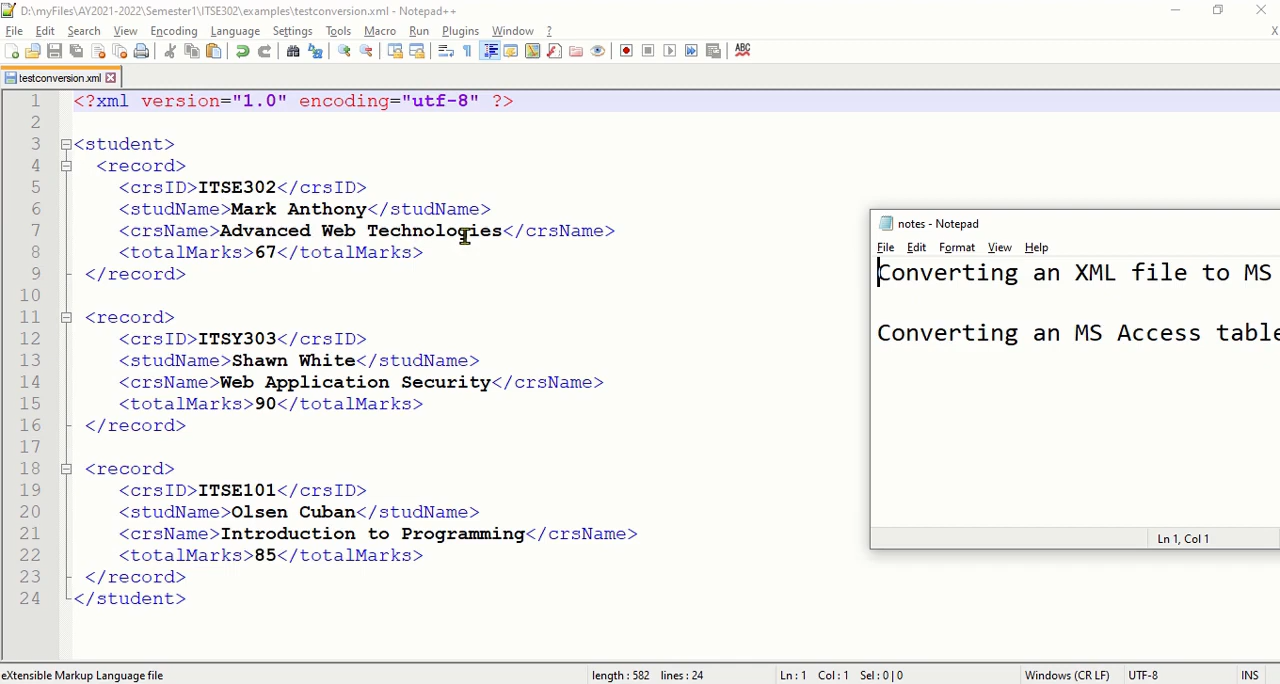 D:\myFiles\AY2021-2022\Semester1\ITSE302\examples\testconversion.xml - Notepad++
File Edit Search View Encoding Language Settings Tools Macro Run Plugins Window ? X
ABC
testconversion.xml
1 <?xml version="1.0" encoding="utf-8" ?>
2
3 <student>
4 <record>
5 <crsID>ITSE302</crsID>
6 <studName>Mark Anthony</studName>
7 <crsName>Advanced Web Technologies</crsName>
8 <totalMarks>67</totalMarks>
9 </record>
10
11 <record>
12 <crsID>ITSY303</crsID>
13 <studName>Shawn White</studName>
14 <crsName>Web Application Security</crsName>
15 <totalMarks>90</totalMarks>
16 </record>
17
18 <record>
19 <crsID>ITSE101</crsID>
20 <studName>Olsen Cuban</studName>
21 <crsName>Introduction to Programming</crsName>
22 <totalMarks>85</totalMarks>
23 </record>
24 </student>
notes - Notepad
File Edit Format View Help
Converting an XML file to MS
Converting an MS Access table
Ln 1, Col 1
eXtensible Markup Language file length : 582 lines : 24 Ln : 1 Col : 1 Sel : 0 | 0 Windows (CR LF) UTF-8 INS